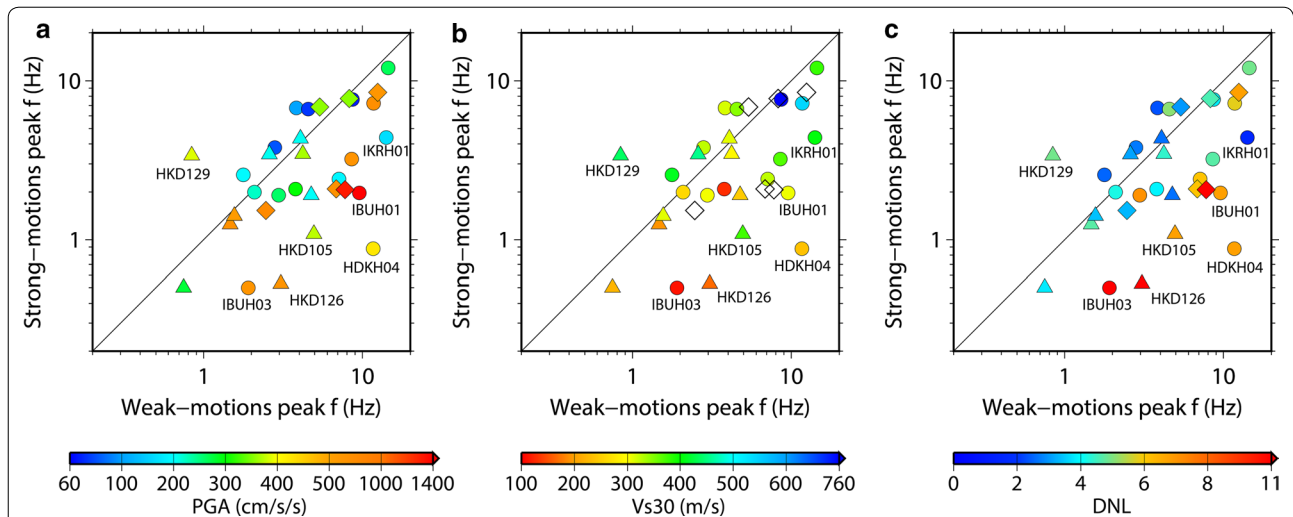 a
Strong−motions peak f (Hz)
10
1
HKD129
IKRH01
IBUH01
HKD105
HDKH04
IBUH03
HKD126
1
10
Weak−motions peak f (Hz)
60 100 200 300 400 500 1000 1400
PGA (cm/s/s)
b
Strong−motions peak f (Hz)
10
1
HKD129
IKRH01
IBUH01
HKD105
HDKH04
IBUH03
HKD126
1
10
Weak−motions peak f (Hz)
100 200 300 400 500 600 760
Vs30 (m/s)
c
Strong−motions peak f (Hz)
10
1
HKD129
IKRH01
IBUH01
HKD105
HDKH04
IBUH03
HKD126
1
10
Weak−motions peak f (Hz)
0 2 4 6 8 11
DNL